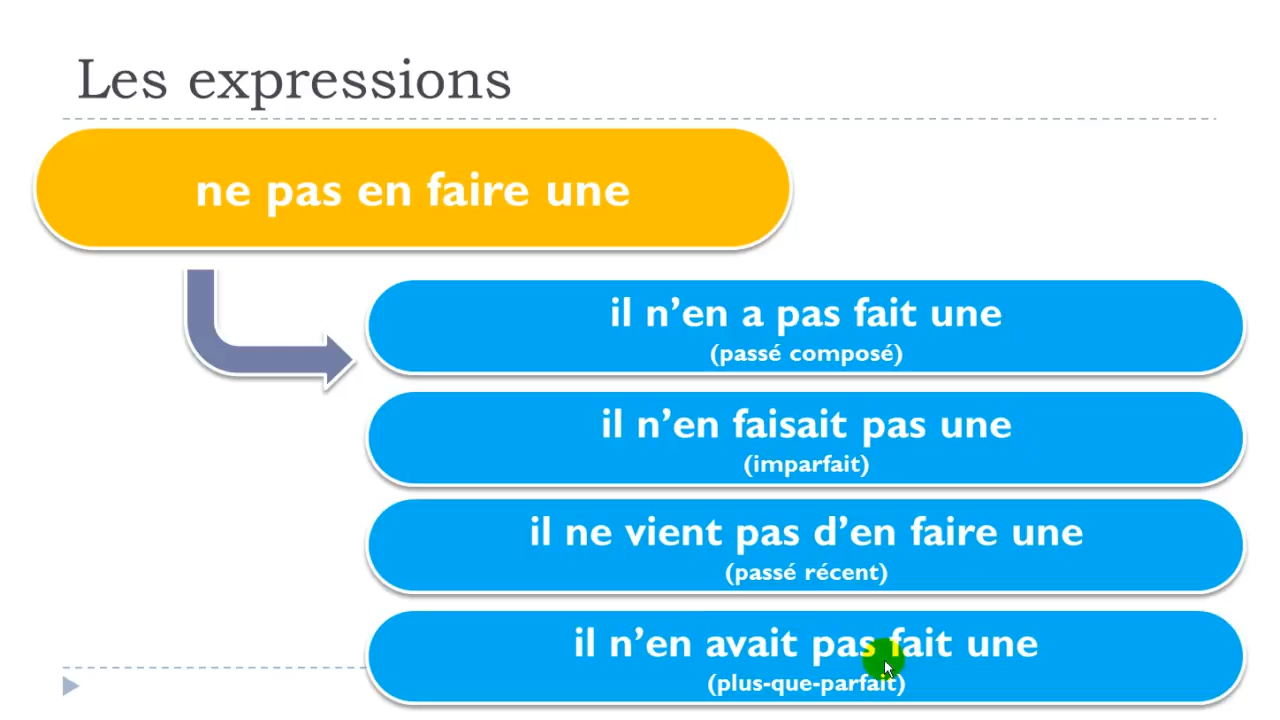 Les expressions
ne pas en faire une
il n’en a pas fait une
(passé composé)
il n’en faisait pas une
(imparfait)
il ne vient pas d’en faire une
(passé récent)
il n’en avait pas fait une
(plus-que-parfait)